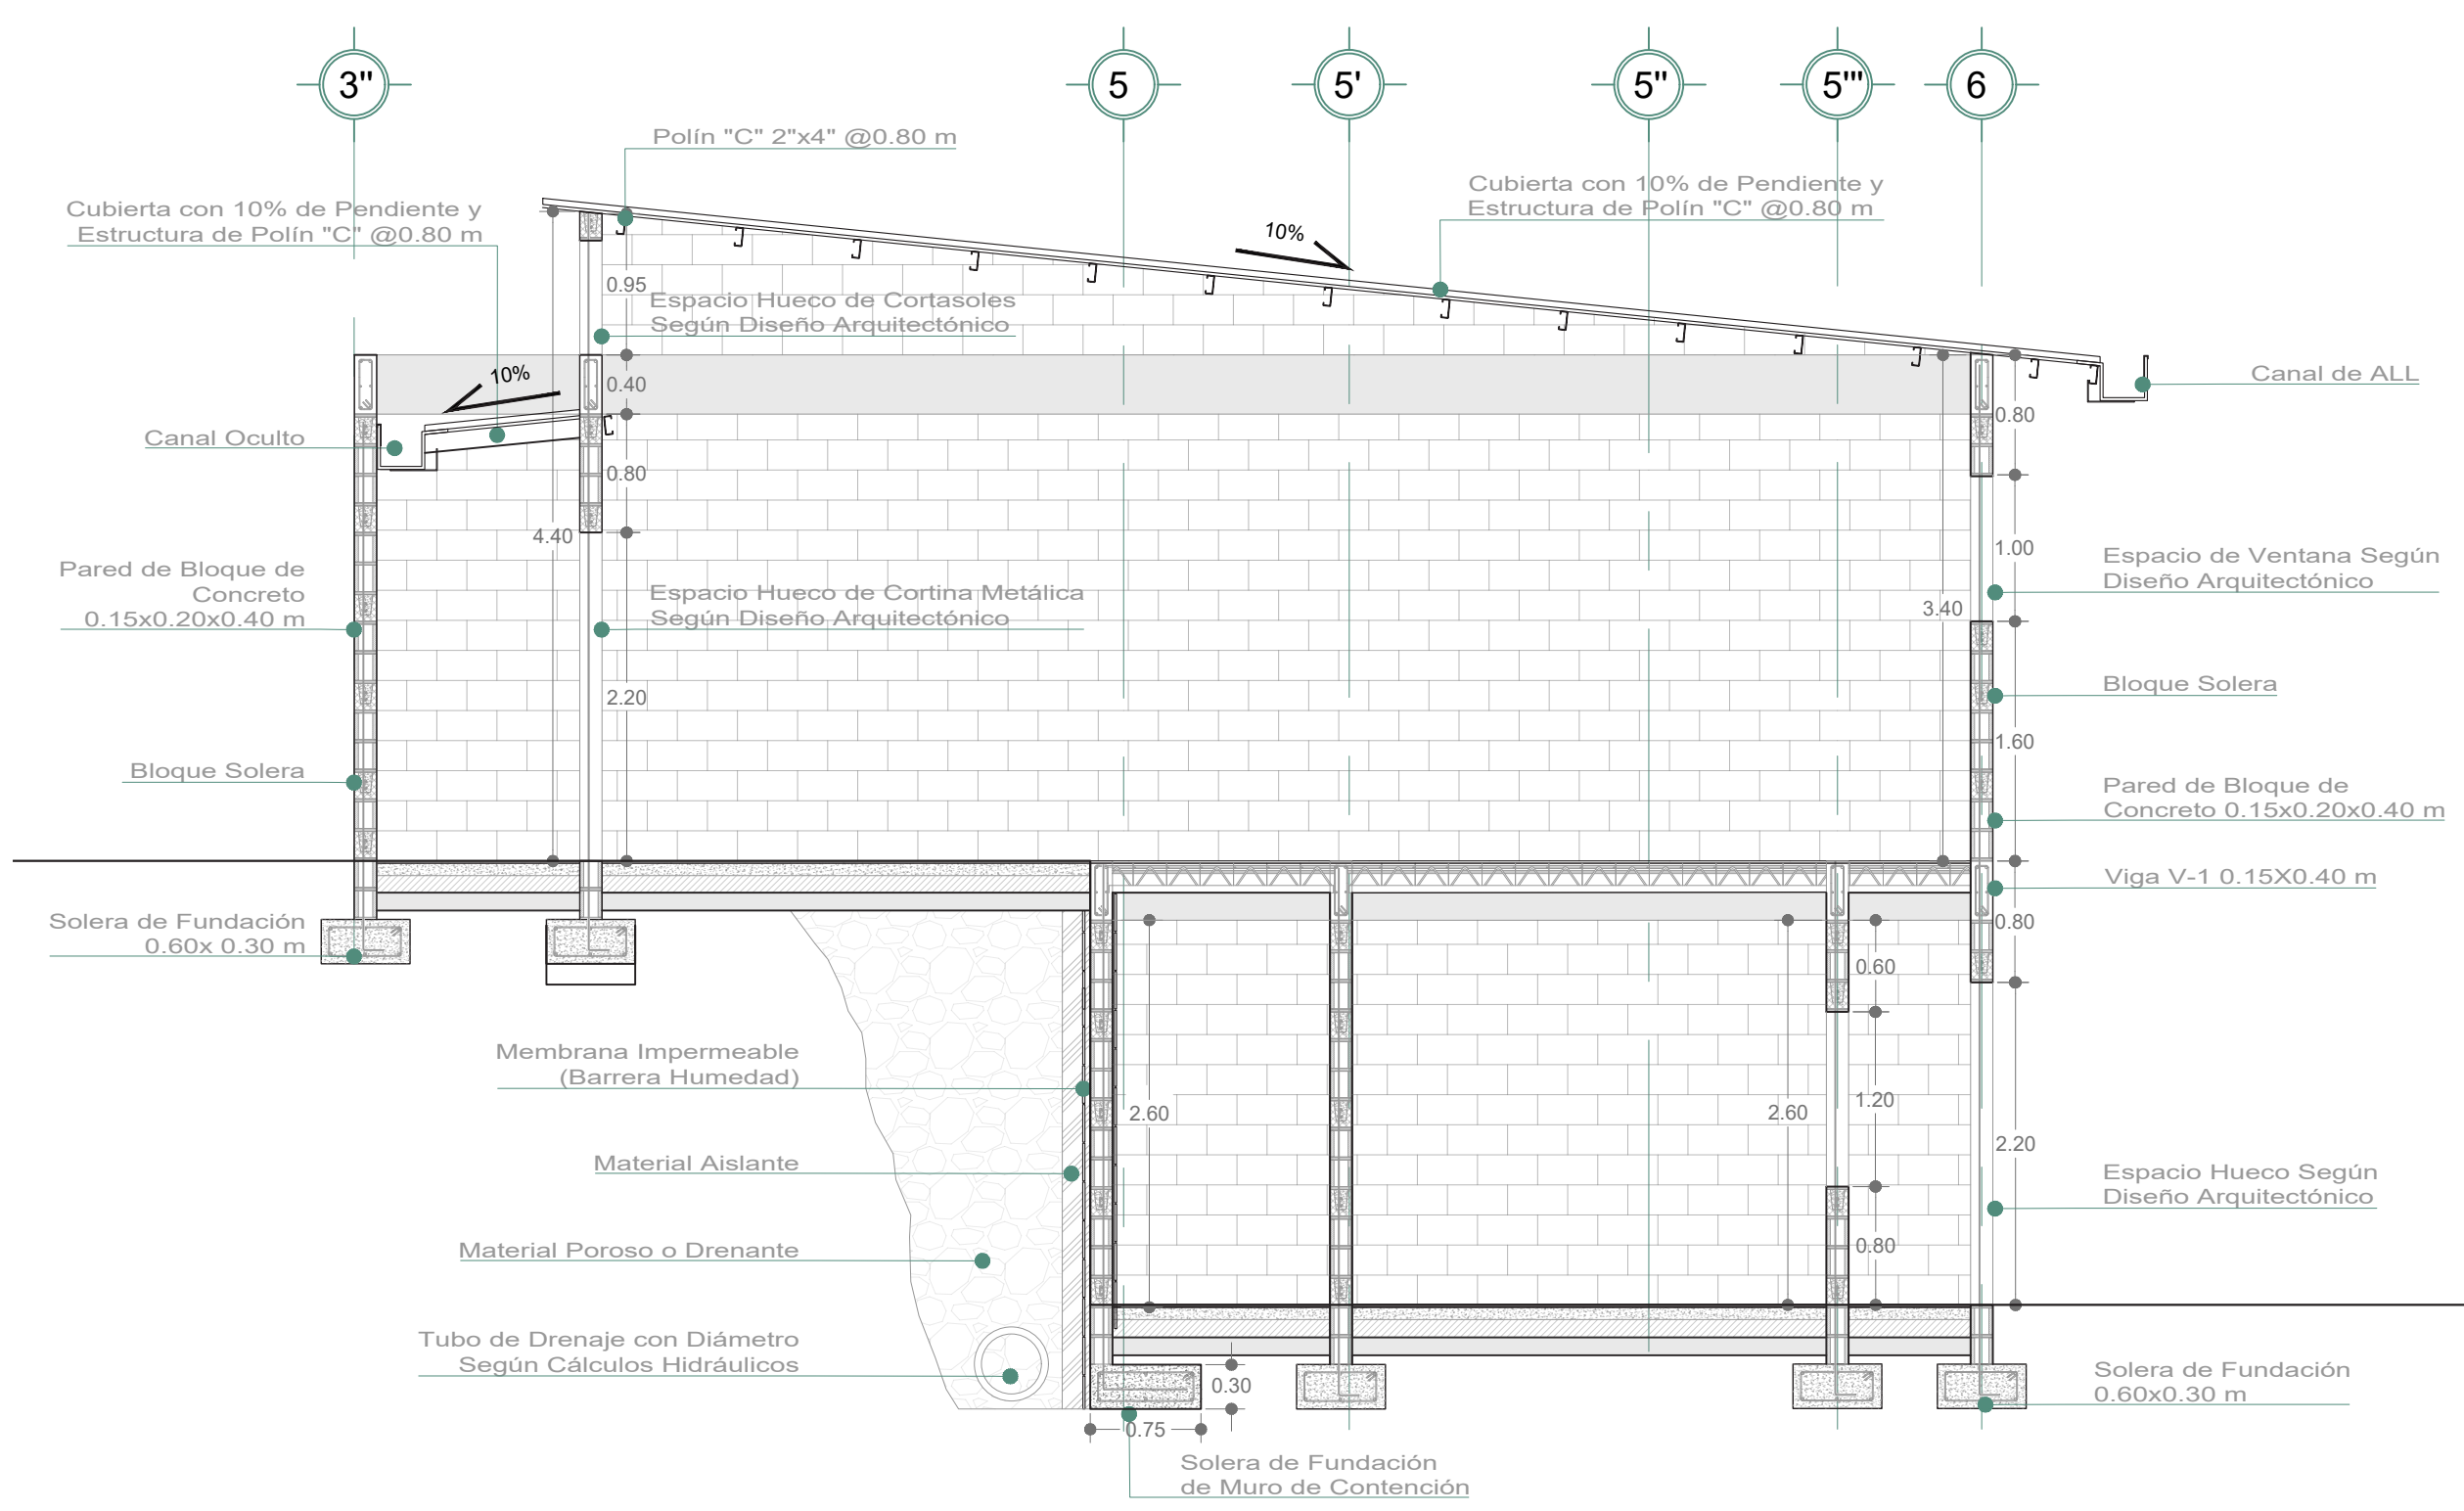 3"
5
5'
5"
5'"
6
Polín "C" 2"x4" @0.80 m
Cubierta con 10% de Pendiente y
Estructura de Polín "C" @0.80 m
Cubierta con 10% de Pendiente y
Estructura de Polín "C" @0.80 m
10%
0.95
Espacio Hueco de Cortasoles
Según Diseño Arquitectónico
10%
0.40
Canal de ALL
0.80
Canal Oculto
0.80
4.40
1.00
Espacio de Ventana Según
Diseño Arquitectónico
Pared de Bloque de
Concreto
0.15x0.20x0.40 m
Espacio Hueco de Cortina Metálica
Según Diseño Arquitectónico
3.40
2.20
Bloque Solera
1.60
Bloque Solera
Pared de Bloque de
Concreto 0.15x0.20x0.40 m
Viga V-1 0.15X0.40 m
Solera de Fundación
0.60x 0.30 m
0.80
0.60
Membrana Impermeable
(Barrera Humedad)
2.60
2.60
1.20
2.20
Material Aislante
Espacio Hueco Según
Diseño Arquitectónico
Material Poroso o Drenante
0.80
Tubo de Drenaje con Diámetro
Según Cálculos Hidráulicos
0.30
Solera de Fundación
0.60x0.30 m
0.75
Solera de Fundación
de Muro de Contención